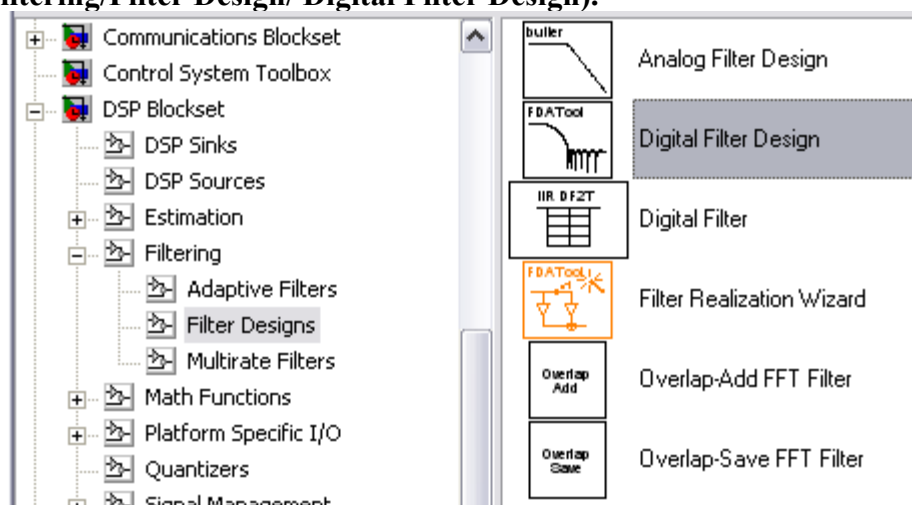 ntering/Filter Design/ Digital Filter Design).
Communications Blockset
Control System Toolbox
DSP Blockset
DSP Sinks
DSP Sources
Estimation
Filtering
Adaptive Filters
Filter Designs
Multirate Filters
Math Functions
Platform Specific I/O
Quantizers
Signal Management
butter
Analog Filter Design
FDATool
Digital Filter Design
IIR DF2T
Digital Filter
FDATool
Filter Realization Wizard
Overlap
Add
Overlap-Add FFT Filter
Overlap
Save
Overlap-Save FFT Filter